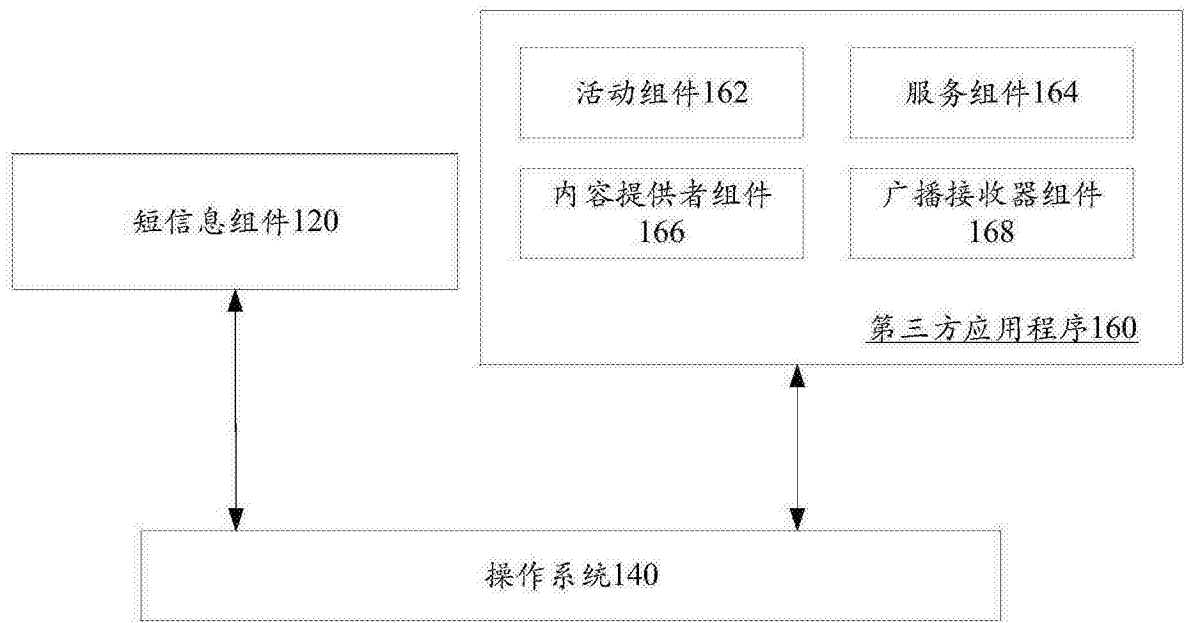 活动组件162
服务组件164
内容提供者组件
166
广播接收器组件
168
短信息组件120
第三方应用程序160
操作系统140